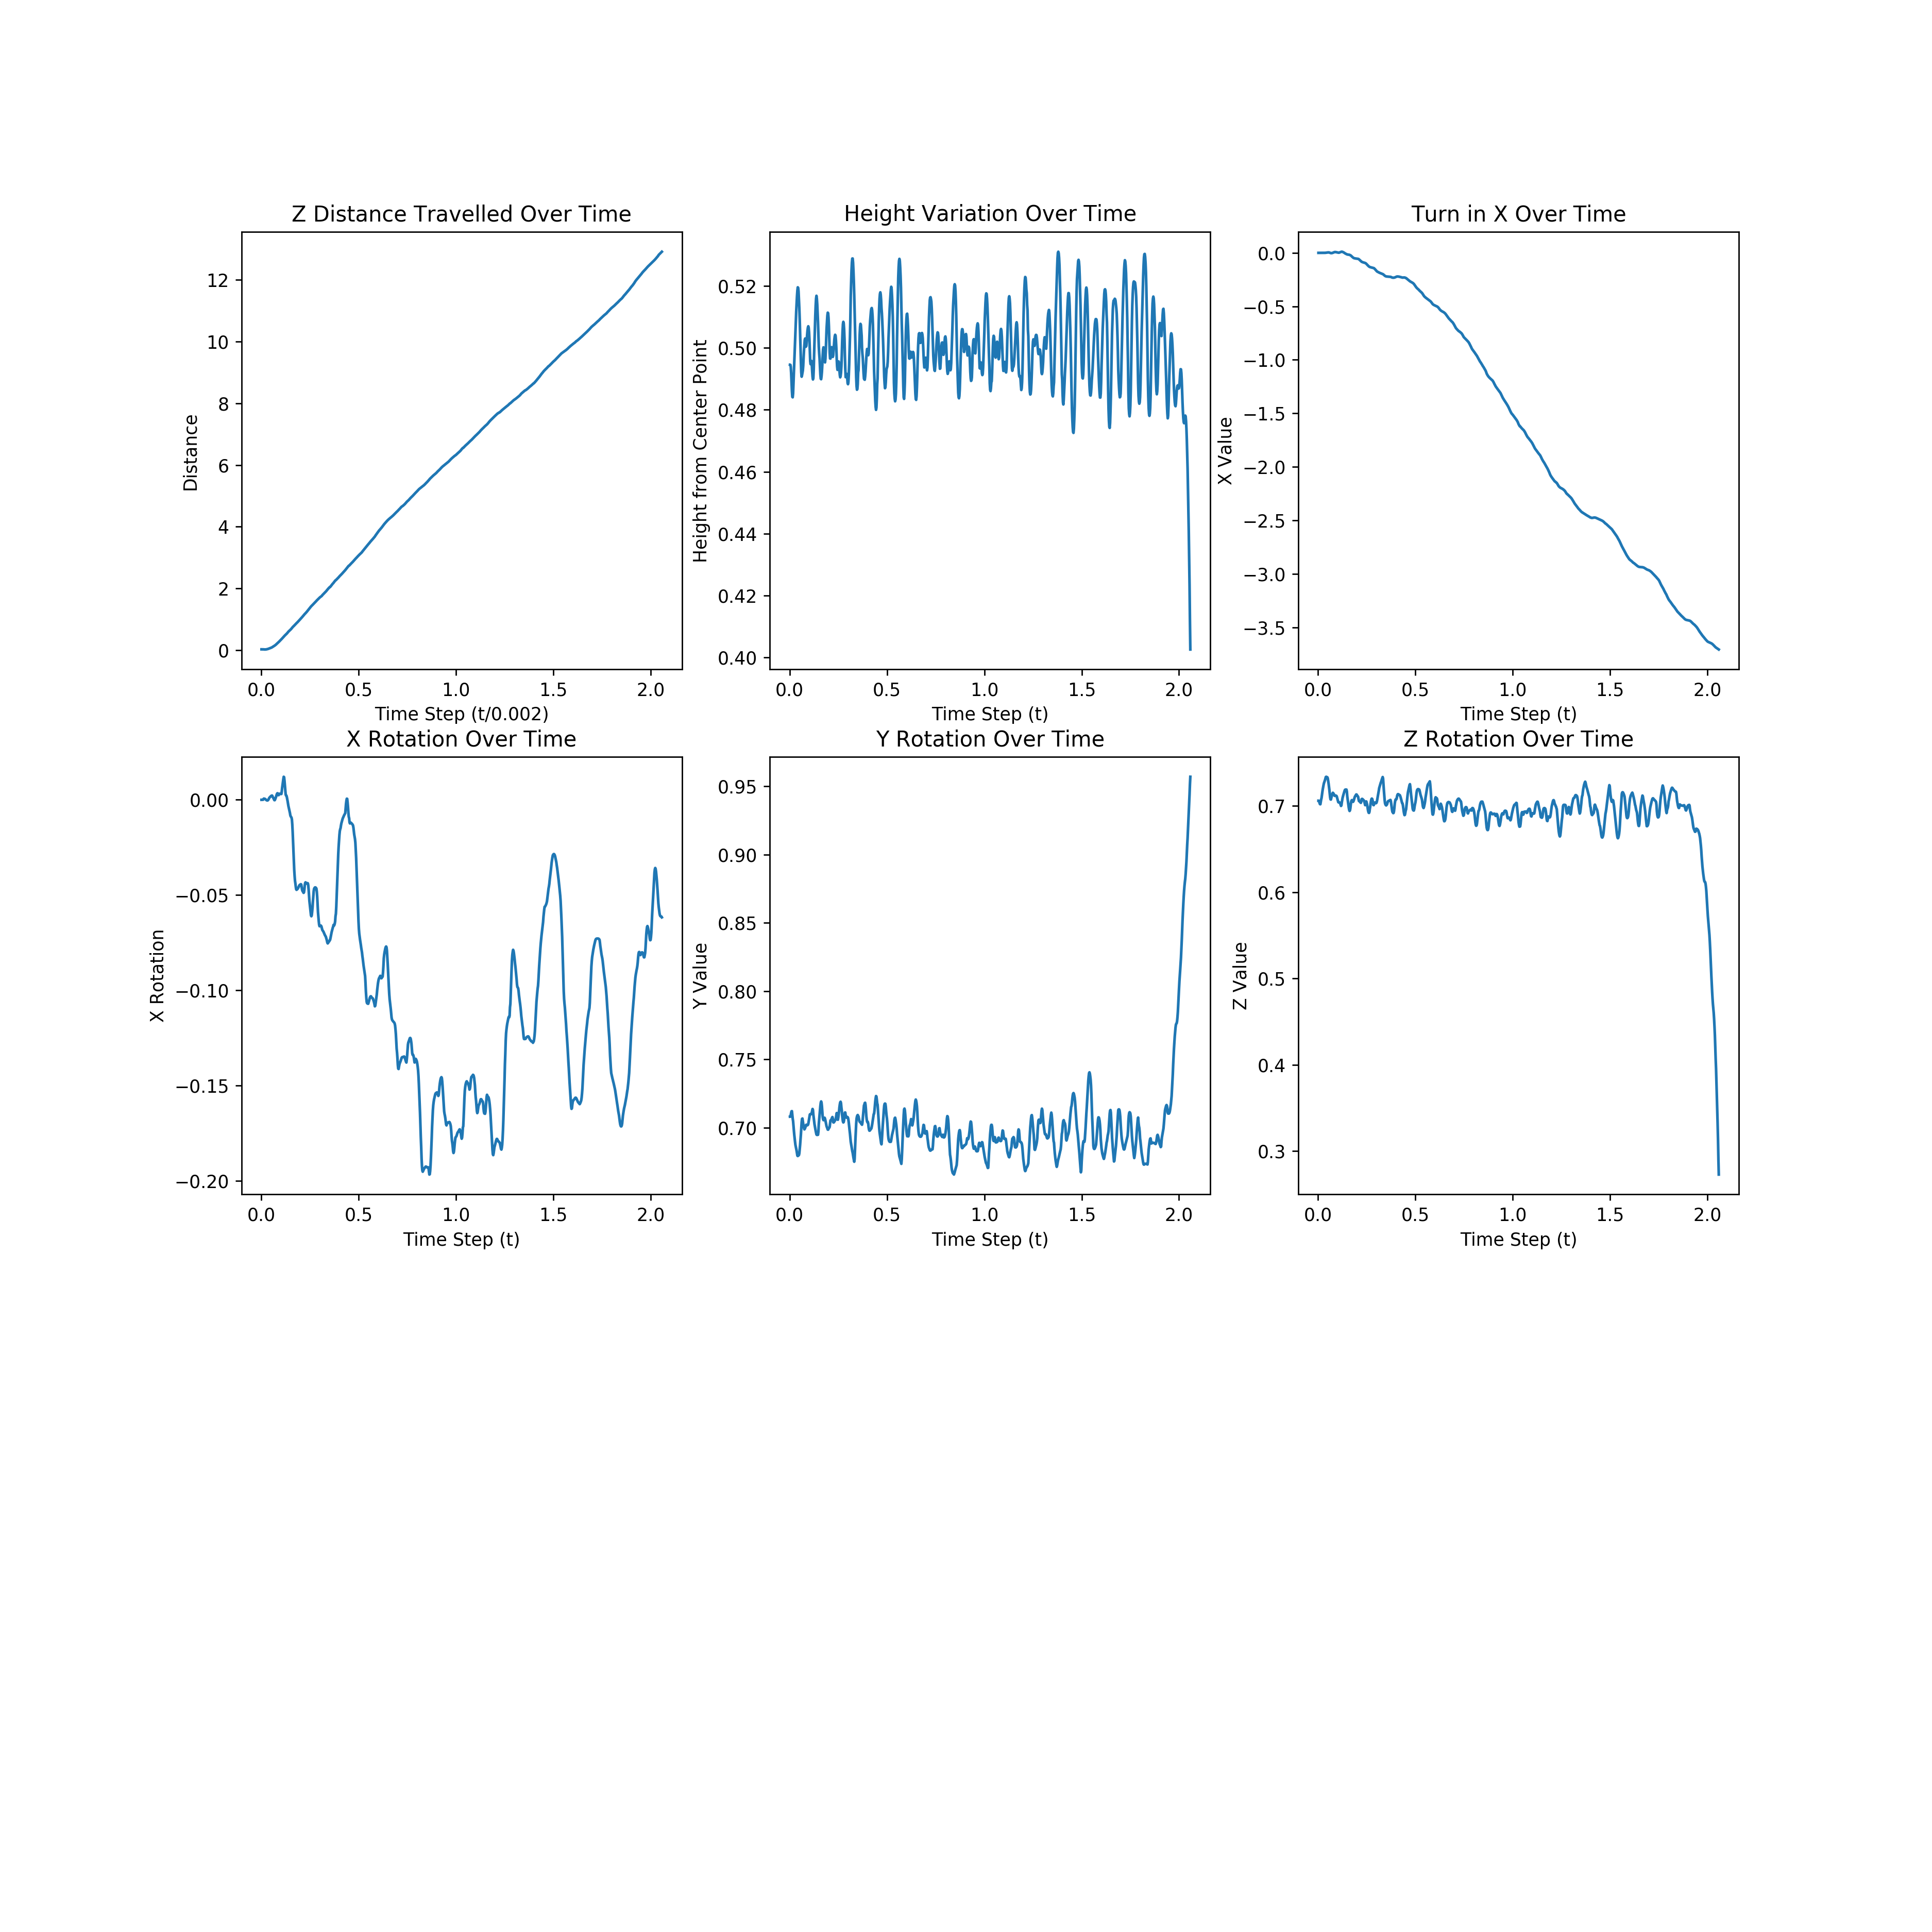 Z Distance Travelled Over Time
Distance
12
10
8
6
4
2
0
0.0 0.5 1.0 1.5 2.0
Time Step (t/0.002)
Height Variation Over Time
Height from Center Point
0.52
0.50
0.48
0.46
0.44
0.42
0.40
0.0 0.5 1.0 1.5 2.0
Time Step (t)
Turn in X Over Time
X Value
0.0
−0.5
−1.0
−1.5
−2.0
−2.5
−3.0
−3.5
0.0 0.5 1.0 1.5 2.0
Time Step (t)
X Rotation Over Time
X Rotation
0.00
−0.05
−0.10
−0.15
−0.20
0.0 0.5 1.0 1.5 2.0
Time Step (t)
Y Rotation Over Time
Y Value
0.95
0.90
0.85
0.80
0.75
0.70
0.0 0.5 1.0 1.5 2.0
Time Step (t)
Z Rotation Over Time
Z Value
0.7
0.6
0.5
0.4
0.3
0.0 0.5 1.0 1.5 2.0
Time Step (t)